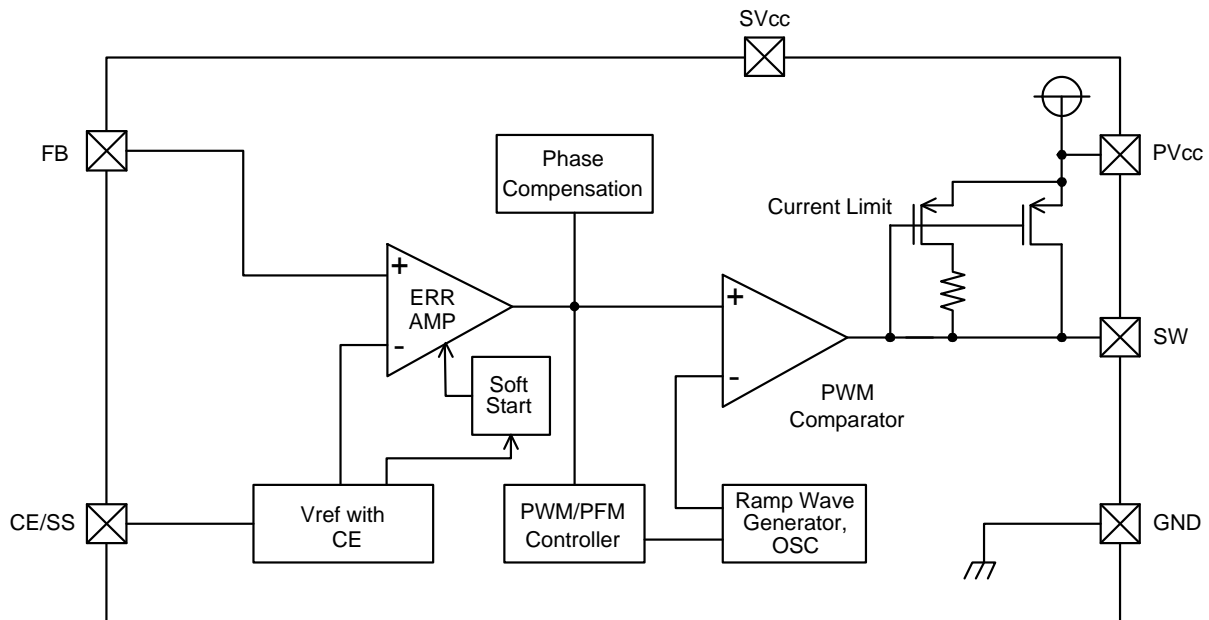 SVcc
FB
PVcc
Phase
Compensation
Current Limit
+
ERR
AMP
-
+
-
SW
Soft
Start
PWM
Comparator
CE/SS
Vref with
CE
PWM/PFM
Controller
Ramp Wave
Generator,
OSC
GND